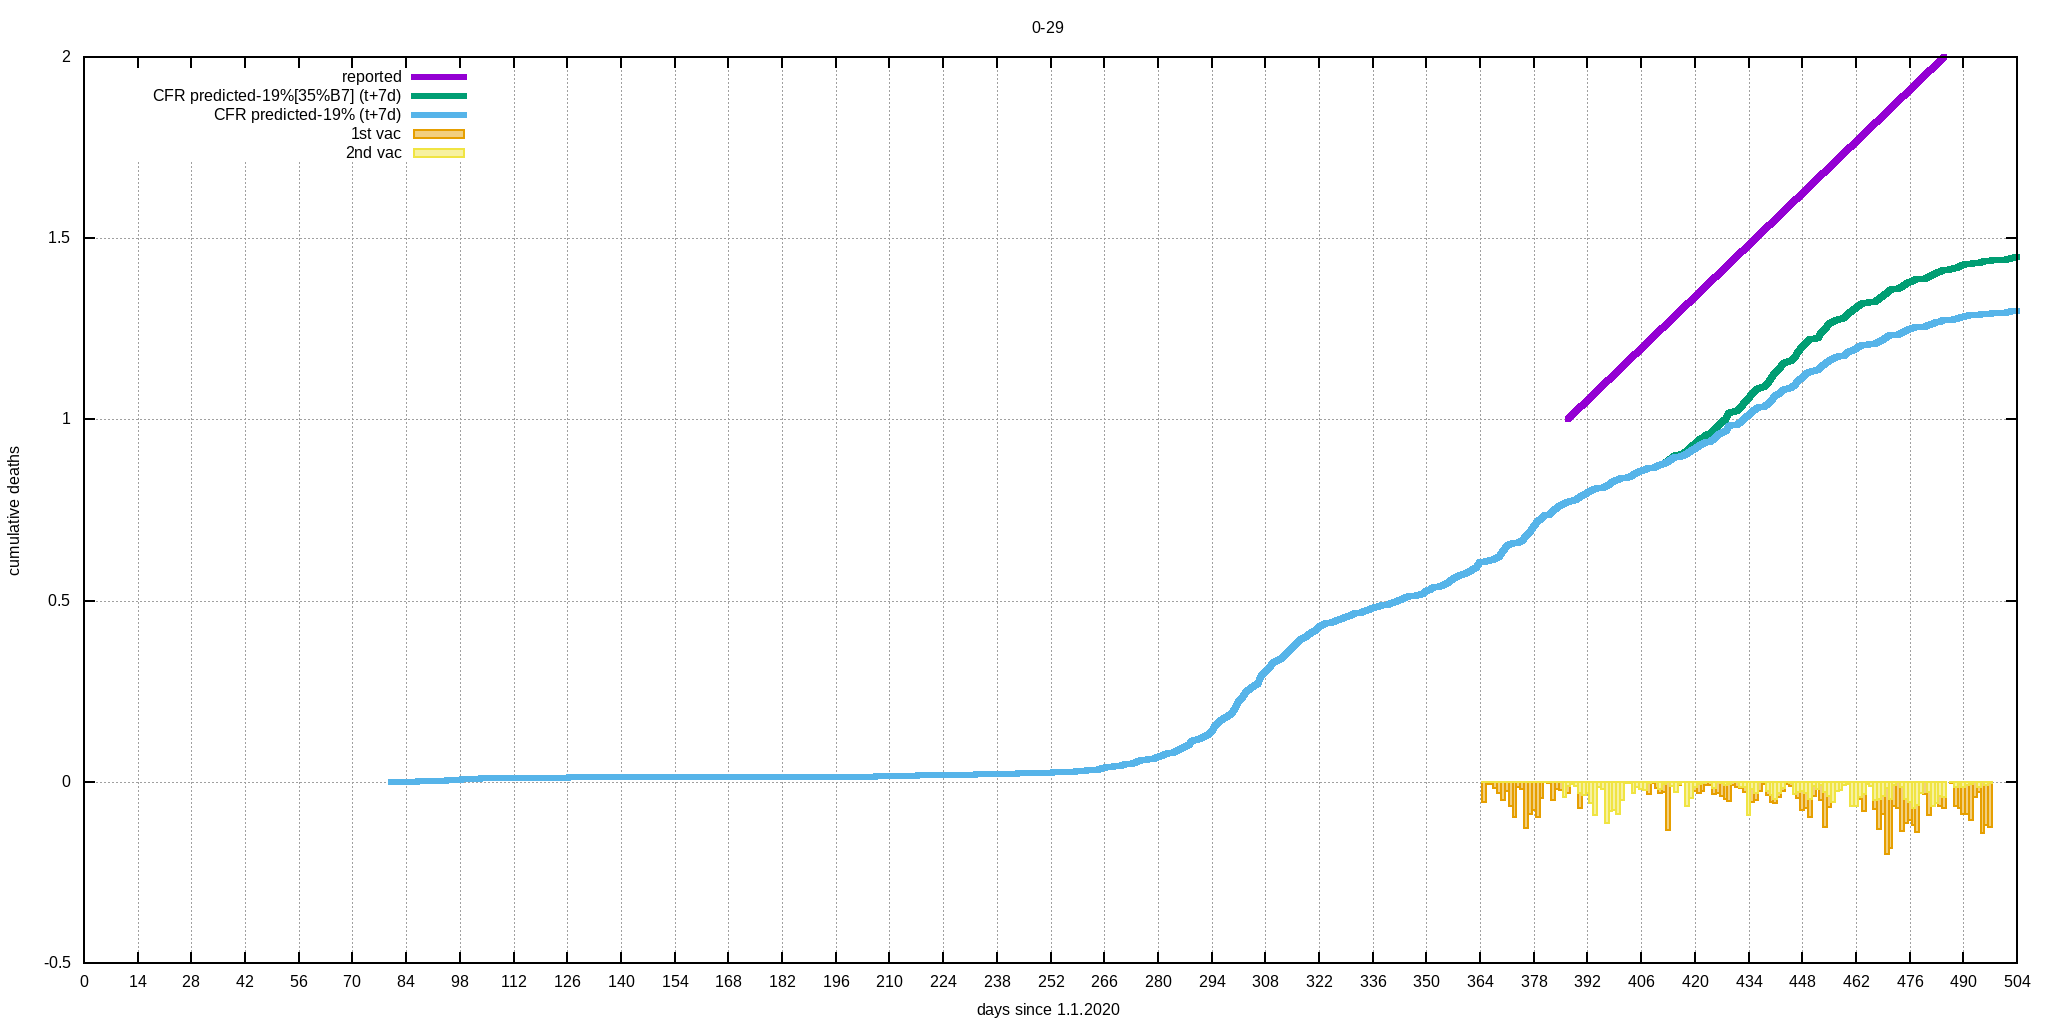 0-29
reported
CFR predicted-19%[35%B7] (t+7d)
CFR predicted-19% (t+7d)
1st vac
2nd vac
2
1.5
1
0.5
0
-0.5
cumulative deaths
0 14 28 42 56 70 84 98 112 126 140 154 168 182 196 210 224 238 252 266 280 294 308 322 336 350 364 378 392 406 420 434 448 462 476 490 504
days since 1.1.2020